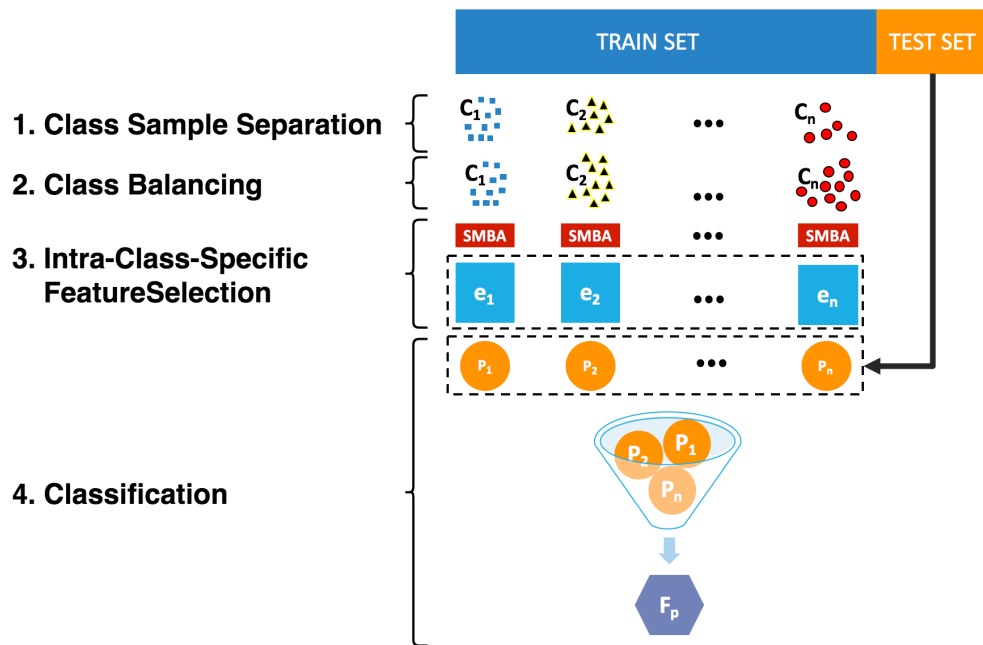 TRAIN SET
TEST SET
1. Class Sample Separation
C₁
C₂
•••
Cₙ
2. Class Balancing
C₁
C₂
•••
Cₙ
3. Intra-Class-Specific
FeatureSelection
SMBA
SMBA
•••
SMBA
e₁
e₂
•••
eₙ
P₁
P₂
•••
Pₙ
4. Classification
P₂
P₁
Pₙ
Fₚ